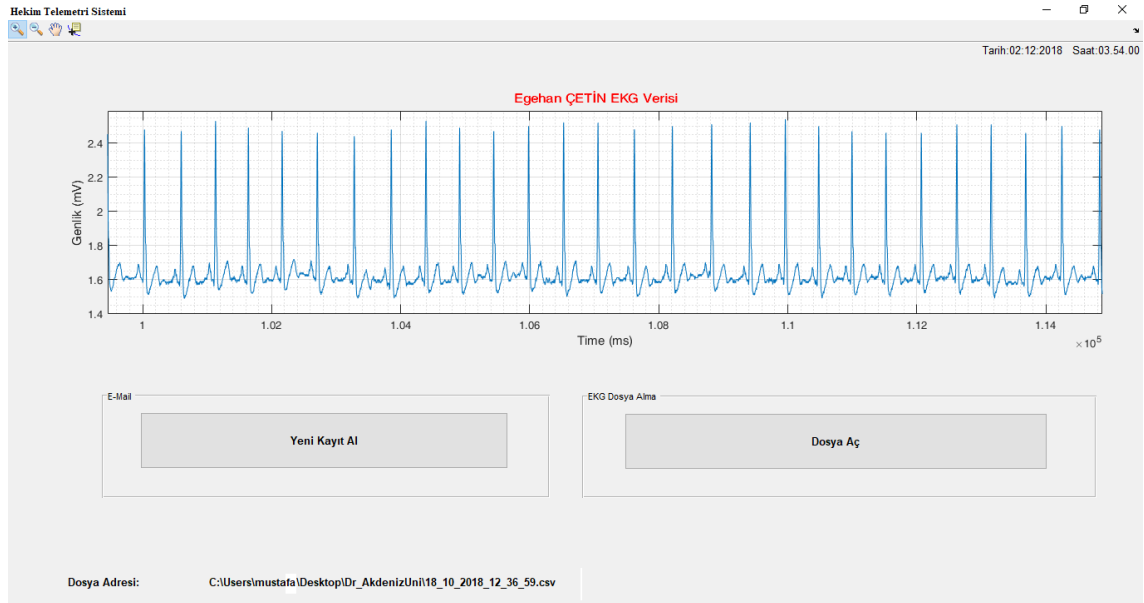 Hekim Telemetri Sistemi
Tarih:02:12:2018 Saat:03.54.00
Egehan ÇETİN EKG Verisi
Genlik (mV)
2.4
2.2
2
1.8
1.6
1.4
1 1.02 1.04 1.06 1.08 1.1 1.12 1.14
Time (ms)
×10^5
E-Mail
Yeni Kayıt Al
EKG Dosya Alma
Dosya Aç
Dosya Adresi: C:\Users\mustafa\Desktop\Dr_AkdenizUni\18_10_2018_12_36_59.csv